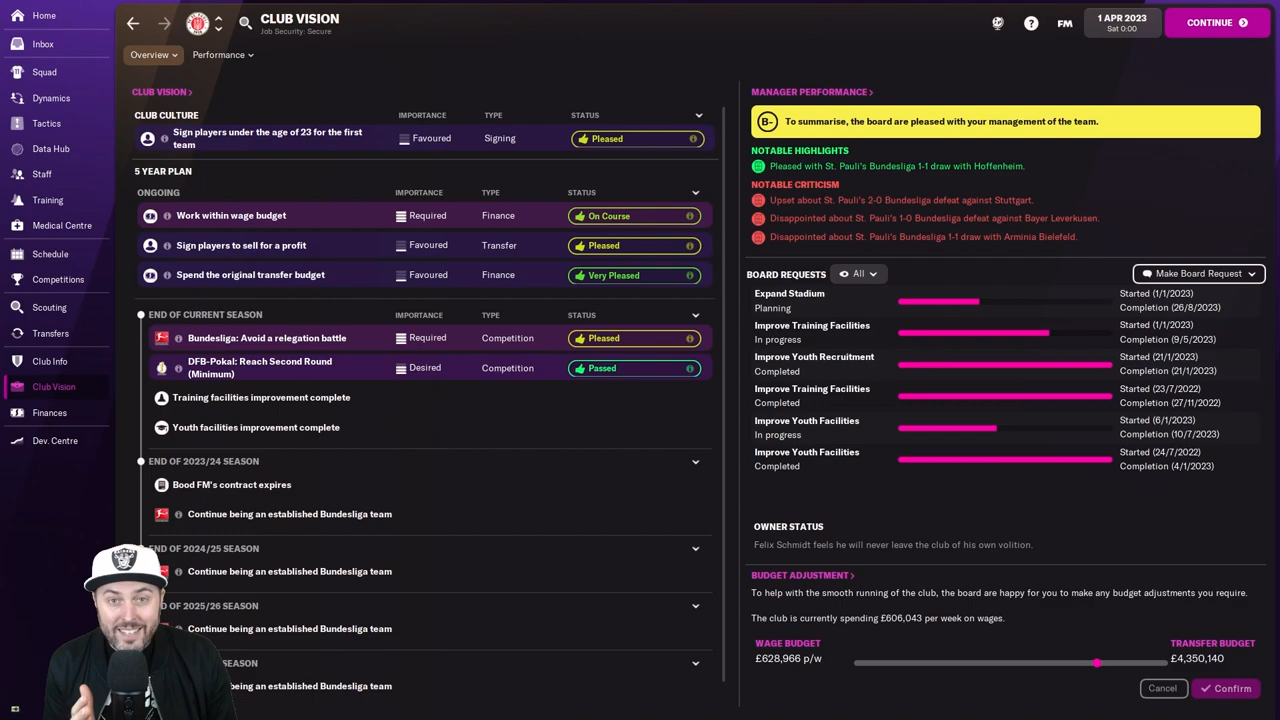 Home
Inbox
Squad
Dynamics
Tactics
Data Hub
Staff
Training
Medical Centre
Schedule
Competitions
Scouting
Transfers
Club Info
Club Vision
Finances
Dev. Centre
CLUB VISION
Job Security: Secure
FM
1 APR 2023
Sat 0:00
CONTINUE
Overview
Performance
CLUB VISION
CLUB CULTURE IMPORTANCE TYPE STATUS
Sign players under the age of 23 for the first
team
Favoured Signing Pleased
5 YEAR PLAN
ONGOING IMPORTANCE TYPE STATUS
Work within wage budget Required Finance On Course
Sign players to sell for a profit Favoured Transfer Pleased
Spend the original transfer budget Favoured Finance Very Pleased
END OF CURRENT SEASON Importance Type Status
Bundesliga: Avoid a relegation battle Required Competition Pleased
DFB-Pokal: Reach Second Round
(Minimum)
Desired Competition Passed
Training facilities improvement complete
Youth facilities improvement complete
END OF 2023/24 SEASON
Bood FM's contract expires
Continue being an established Bundesliga team
END OF 2024/25 SEASON
Continue being an established Bundesliga team
END OF 2025/26 SEASON
Continue being an established Bundesliga team
SEASON
Continue being an established Bundesliga team
MANAGER PERFORMANCE
B- To summarise, the board are pleased with your management of the team.
NOTABLE HIGHLIGHTS
Pleased with St. Pauli's Bundesliga 1-1 draw with Hoffenheim.
NOTABLE CRITICISM
Upset about St. Pauli's 2-0 Bundesliga defeat against Stuttgart.
Disappointed about St. Pauli's 1-0 Bundesliga defeat against Bayer Leverkusen.
Disappointed about St. Pauli's Bundesliga 1-1 draw with Arminia Bielefeld.
BOARD REQUESTS All Make Board Request
Expand Stadium Started (1/1/2023)
Planning Completion (26/8/2023)
Improve Training Facilities Started (1/1/2023)
In progress Completion (9/5/2023)
Improve Youth Recruitment Started (21/1/2023)
Completed Completion (21/1/2023)
Improve Training Facilities Started (23/7/2022)
Completed Completion (27/11/2022)
Improve Youth Facilities Started (6/1/2023)
In progress Completion (10/7/2023)
Improve Youth Facilities Started (24/7/2022)
Completed Completion (4/1/2023)
OWNER STATUS
Felix Schmidt feels he will never leave the club of his own volition.
BUDGET ADJUSTMENT
To help with the smooth running of the club, the board are happy for you to make any budget adjustments you require.
The club is currently spending £606,043 per week on wages.
WAGE BUDGET TRANSFER BUDGET
£628,966 p/w £4,350,140
Cancel Confirm